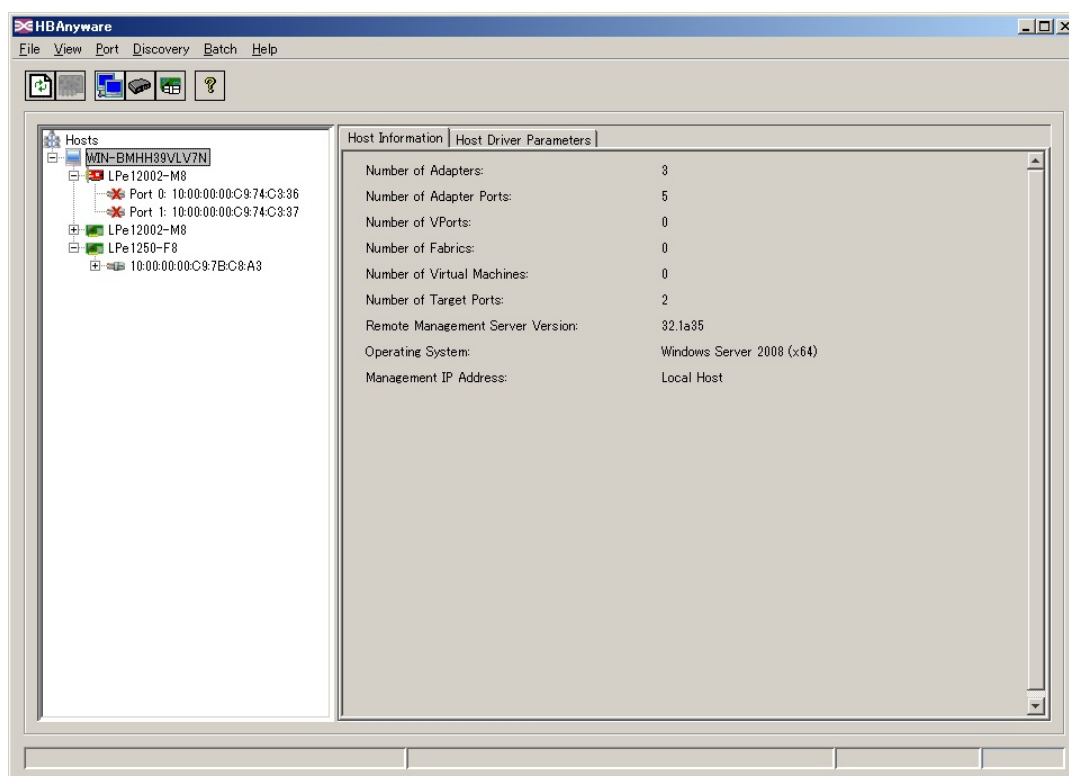 HBAnyware
File View Port Discovery Batch Help
Hosts
WIN-BMHH39VLV7N
LPe12002-M8
Port 0: 10:00:00:00:C9:74:C3:36
Port 1: 10:00:00:00:C9:74:C3:37
LPe12002-M8
LPe1250-F8
10:00:00:00:C9:7B:C8:A3
Host Information Host Driver Parameters
Number of Adapters: 3
Number of Adapter Ports: 5
Number of VPorts: 0
Number of Fabrics: 0
Number of Virtual Machines: 0
Number of Target Ports: 2
Remote Management Server Version: 32.1a35
Operating System: Windows Server 2008 (x64)
Management IP Address: Local Host